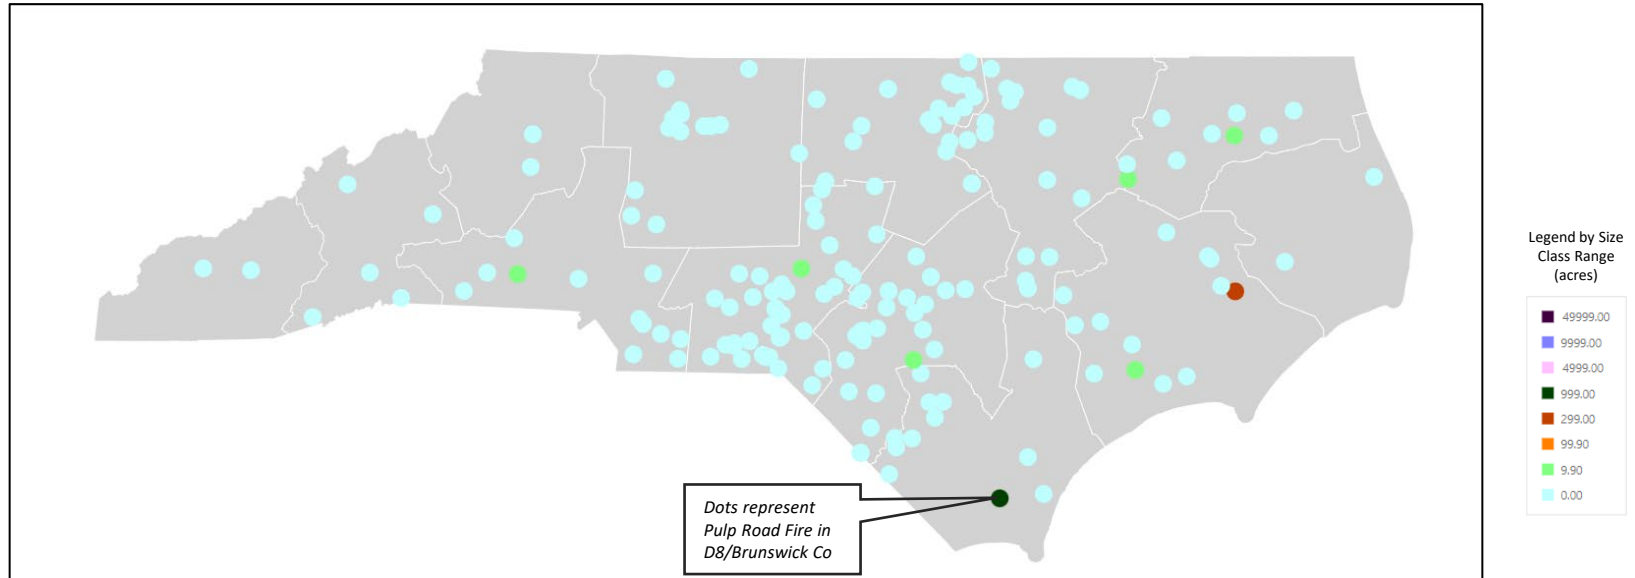 Legend by Size
Class Range
(acres)
49999.00
9999.00
4999.00
999.00
299.00
99.90
9.90
0.00
Dots represent
Pulp Road Fire in
D8/Brunswick Co